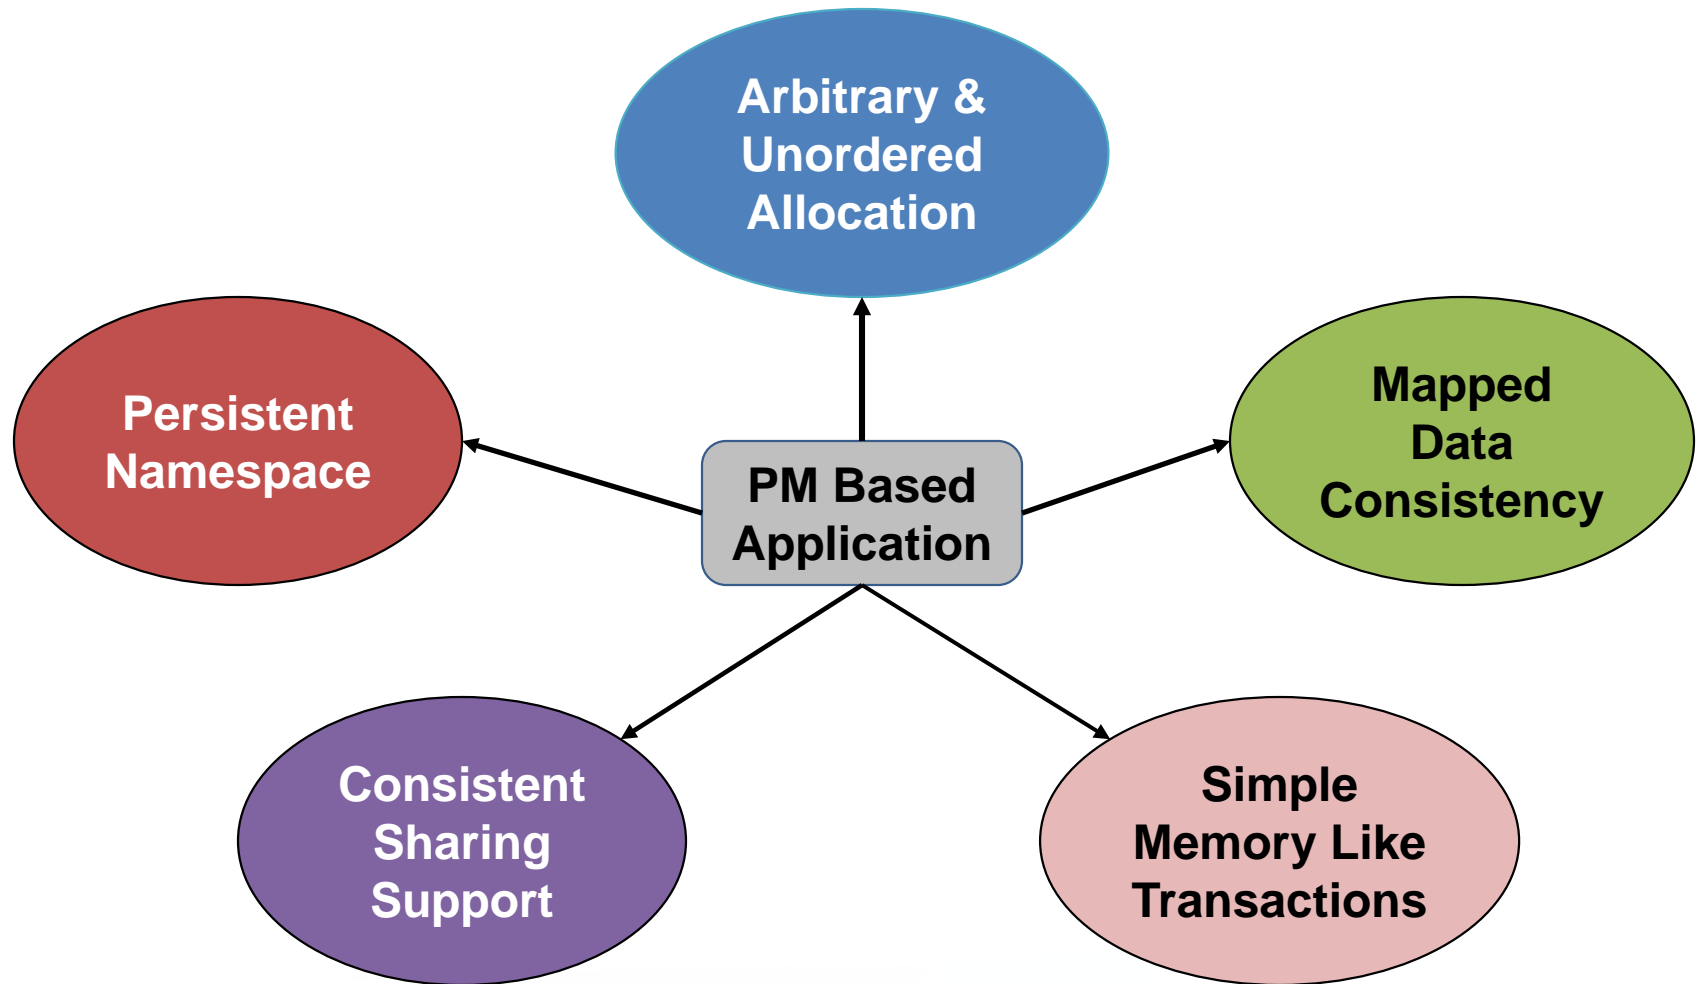 Arbitrary &
Unordered
Allocation
Persistent
Namespace
Mapped
Data
Consistency
PM Based
Application
Consistent
Sharing
Support
Simple
Memory Like
Transactions